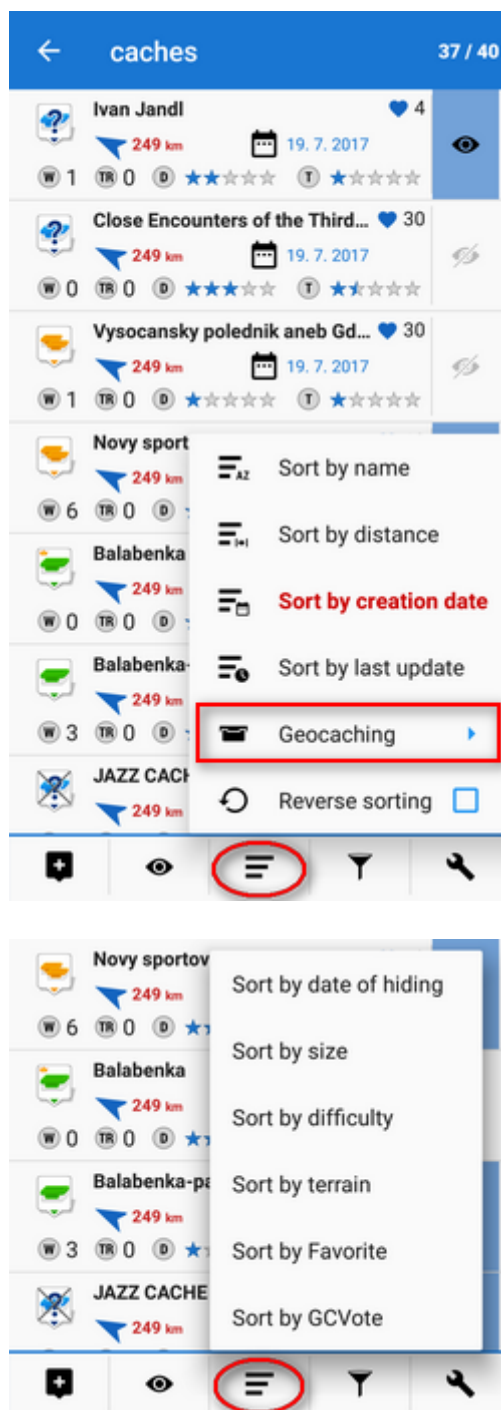 caches 37 / 40
Ivan Jandl 4
249 km 19. 7. 2017
W 1 TR 0 D T
Close Encounters of the Third... 30
249 km 19. 7. 2017
W 0 TR 0 D T
Vysocansky polednik aneb Gd... 30
249 km 19. 7. 2017
W 1 TR 0 D T
Novy sport
249 km
W 6 TR 0 D
Balabenka
249 km
W 0 TR 0 D
Balabenka-
249 km
W 3 TR 0 D
JAZZ CACH
249 km
AZ Sort by name
Sort by distance
Sort by creation date
Sort by last update
Geocaching
Reverse sorting
Novy sportov
249 km
W 6 TR 0 D
Balabenka
249 km
W 0 TR 0 D
Balabenka-pa
249 km
W 3 TR 0 D
JAZZ CACHE
249 km
Sort by date of hiding
Sort by size
Sort by difficulty
Sort by terrain
Sort by Favorite
Sort by GCVote